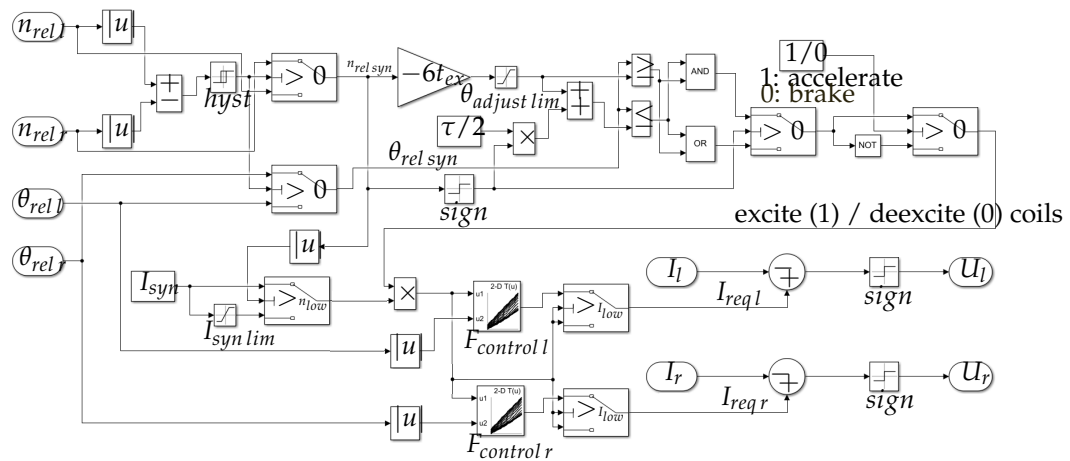 n_rel l
|u|
+
−
hyst
> 0
n_rel syn
−6t_ex
θ_adjust lim
τ/2
×
+
+
≥
≤
AND
OR
1/0
1: accelerate
0: brake
> 0
NOT
> 0
n_rel r
|u|
θ_rel syn
> 0
sign
θ_rel l
θ_rel r
excite (1) / deexcite (0) coils
|u|
I_syn
> n_low
I_syn lim
×
2-D T(u)
u1
u2
F_control l
> I_low
I_l
I_req l
sign
U_l
|u|
2-D T(u)
u1
u2
F_control r
> I_low
I_r
I_req r
sign
U_r
|u|